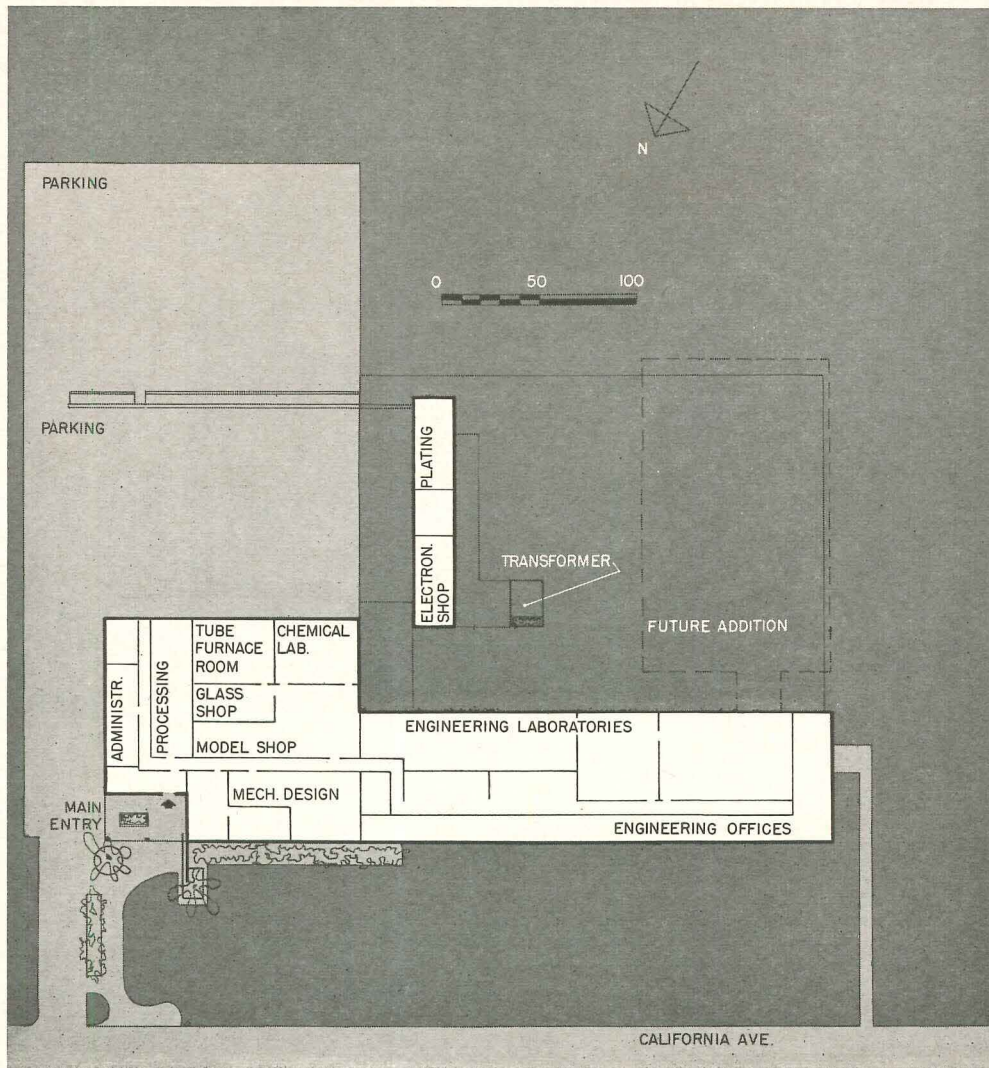 N
PARKING
0 50 100
PARKING
PLATING
ELECTRON.
SHOP
TRANSFORMER
FUTURE ADDITION
TUBE
FURNACE
ROOM
CHEMICAL
LAB.
ADMINISTR.
PROCESSING
GLASS
SHOP
ENGINEERING LABORATORIES
MODEL SHOP
MECH. DESIGN
MAIN
ENTRY
ENGINEERING OFFICES
CALIFORNIA AVE.